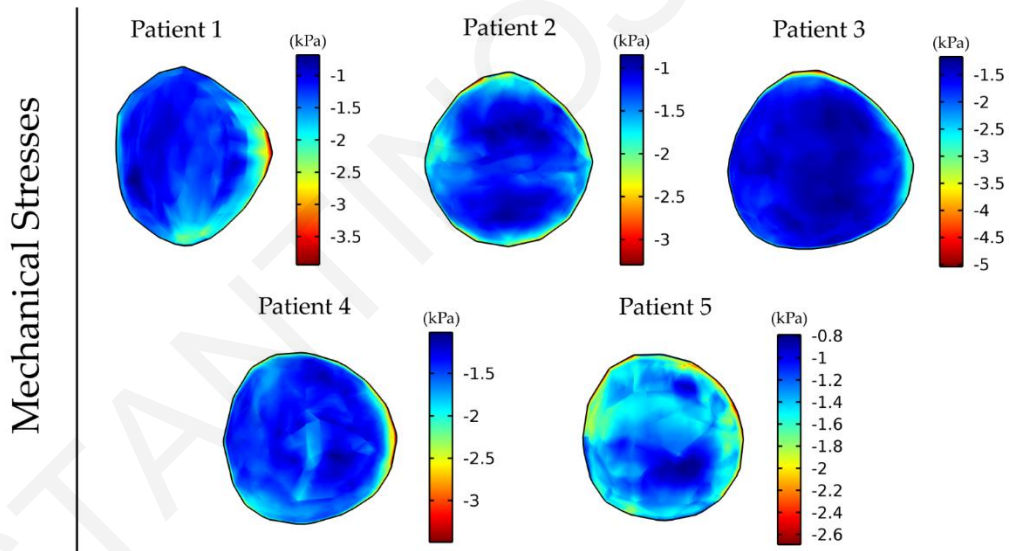 Mechanical Stresses
Patient 1
(kPa)
-1
-1.5
-2
-2.5
-3
-3.5
Patient 2
(kPa)
-1
-1.5
-2
-2.5
-3
Patient 3
(kPa)
-1.5
-2
-2.5
-3
-3.5
-4
-4.5
-5
Patient 4
(kPa)
-1.5
-2
-2.5
-3
Patient 5
(kPa)
-0.8
-1
-1.2
-1.4
-1.6
-1.8
-2
-2.2
-2.4
-2.6
STANTINOS